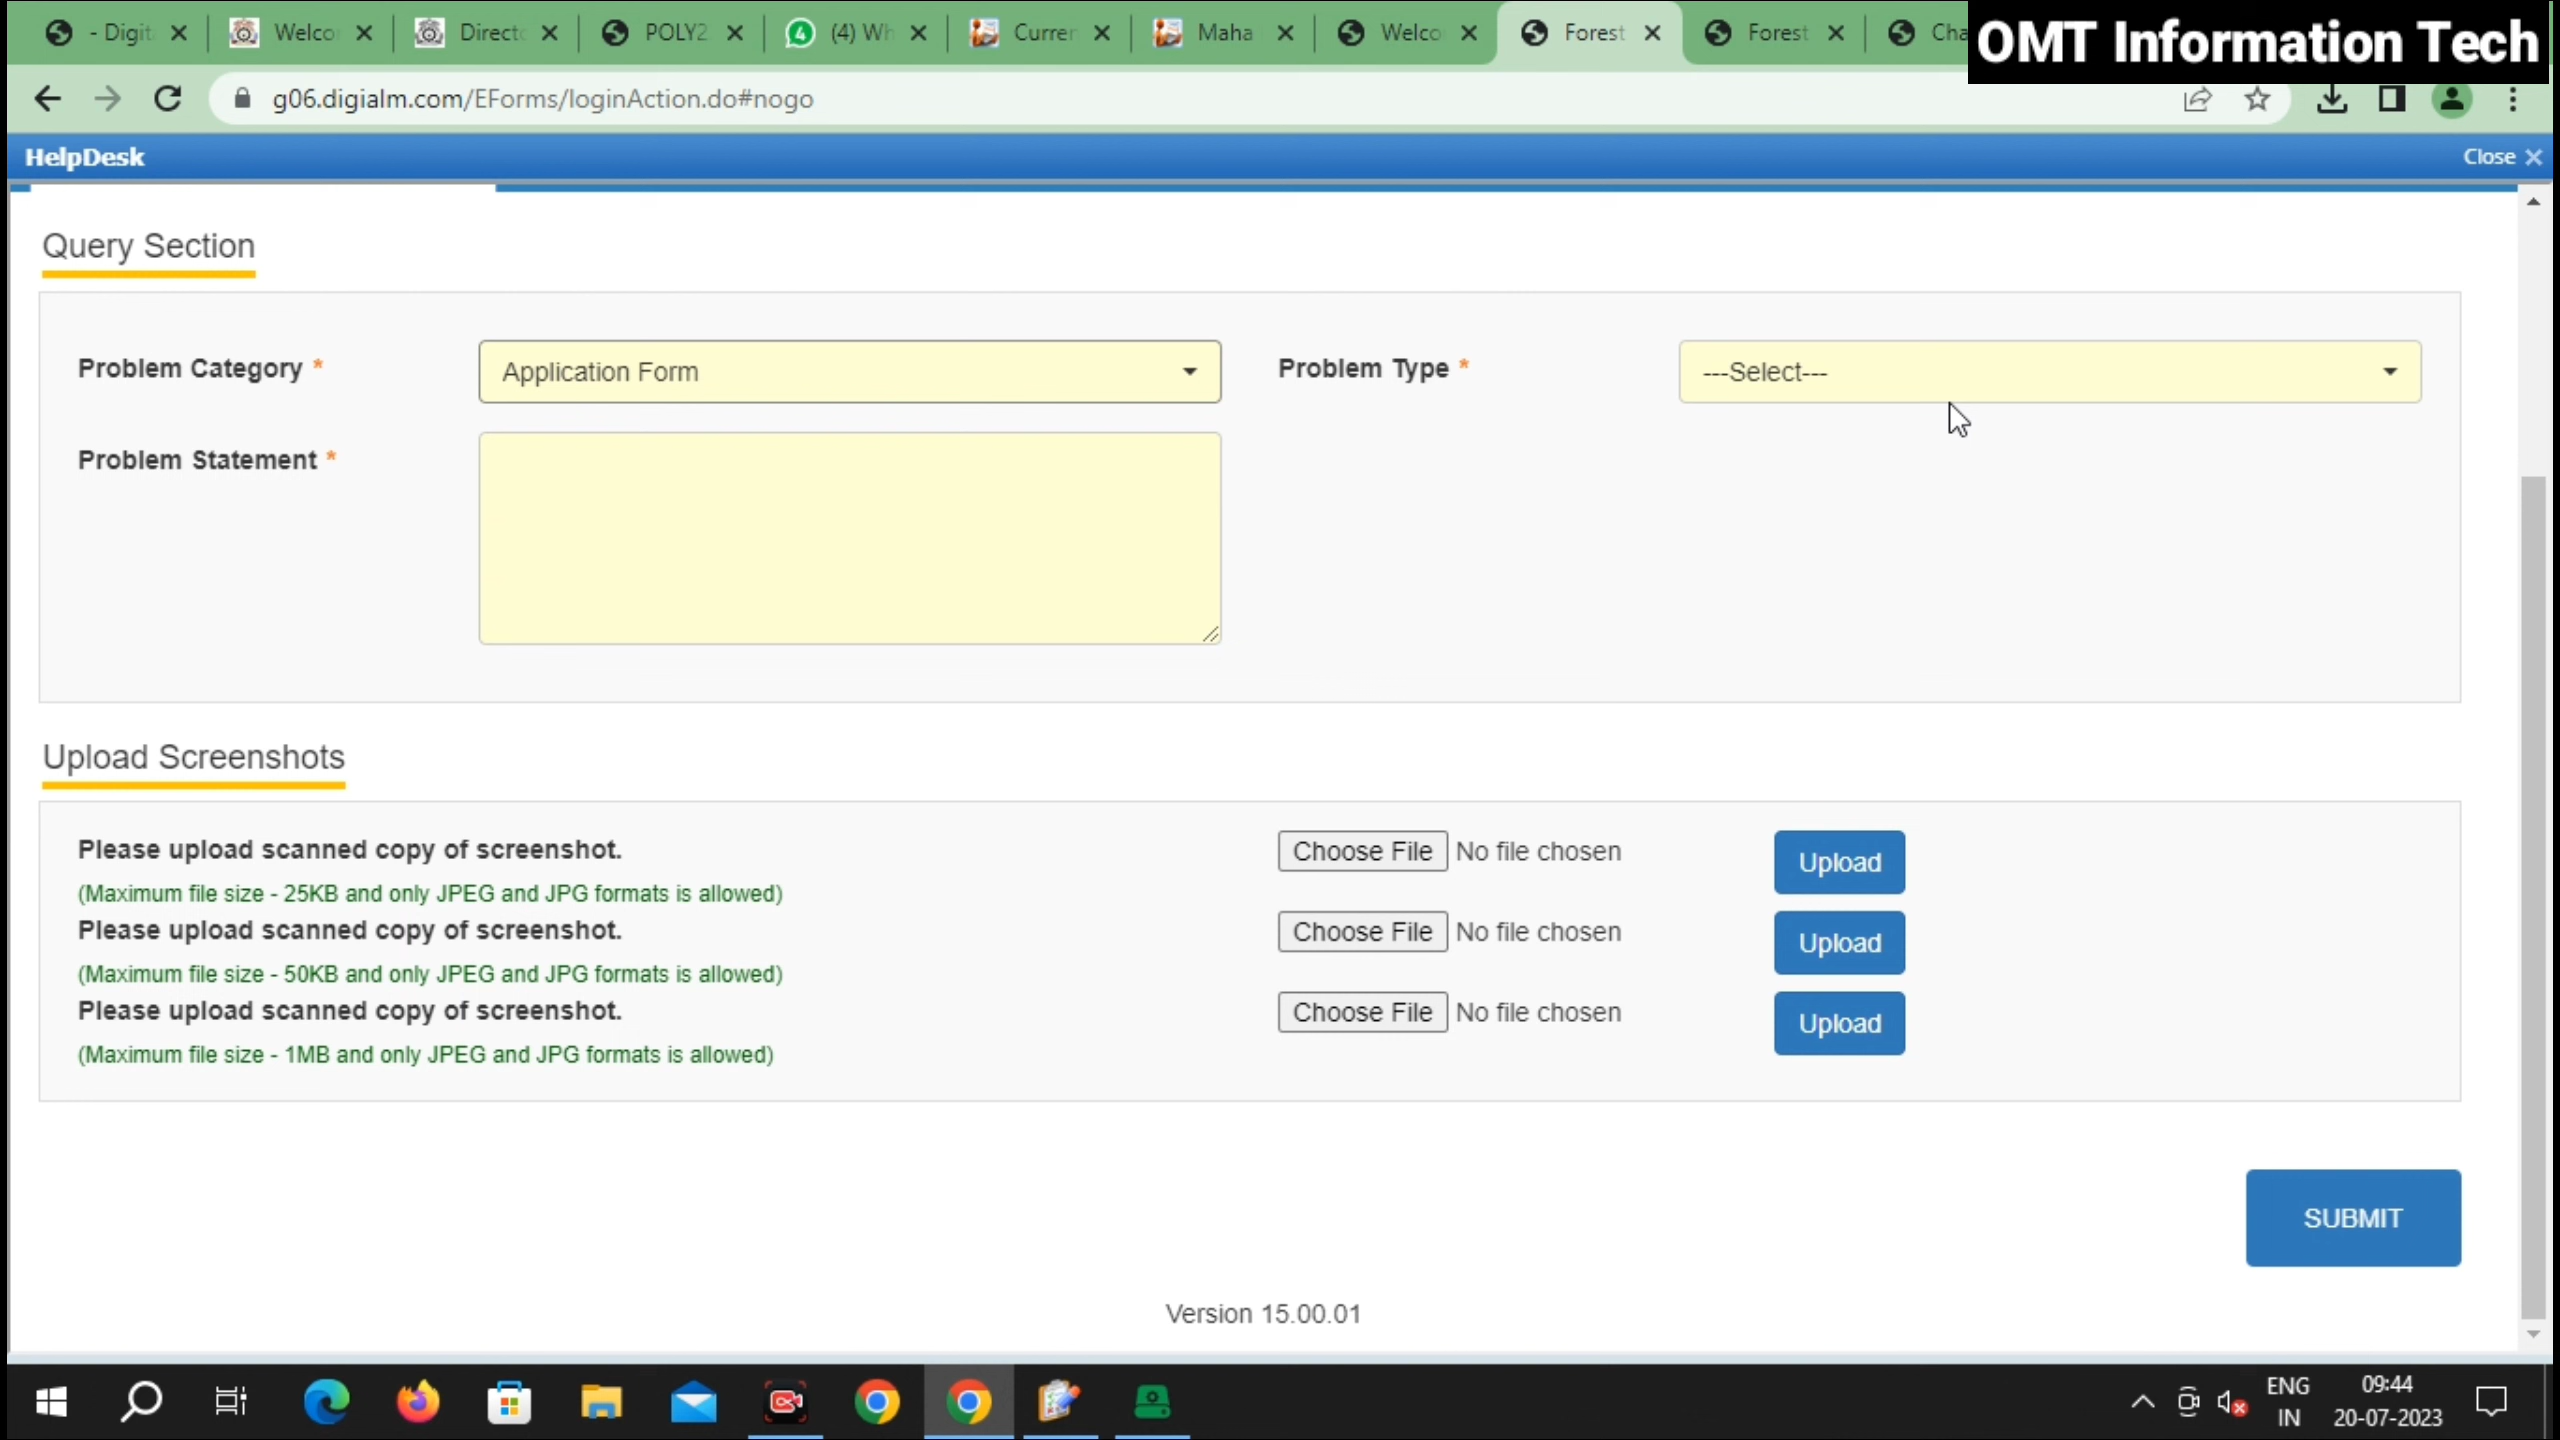 - Digit Welco Direct POLY2 (4) Wh Curren Maha Welco Forest Forest Cha
OMT Information Tech
g06.digialm.com/EForms/loginAction.do#nogo
HelpDesk Close
Query Section
Problem Category * Application Form Problem Type * ---Select---
Problem Statement *
Upload Screenshots
Please upload scanned copy of screenshot. Choose File No file chosen Upload
(Maximum file size - 25KB and only JPEG and JPG formats is allowed)
Please upload scanned copy of screenshot. Choose File No file chosen Upload
(Maximum file size - 50KB and only JPEG and JPG formats is allowed)
Please upload scanned copy of screenshot. Choose File No file chosen Upload
(Maximum file size - 1MB and only JPEG and JPG formats is allowed)
SUBMIT
Version 15.00.01
ENG 09:44
IN 20-07-2023